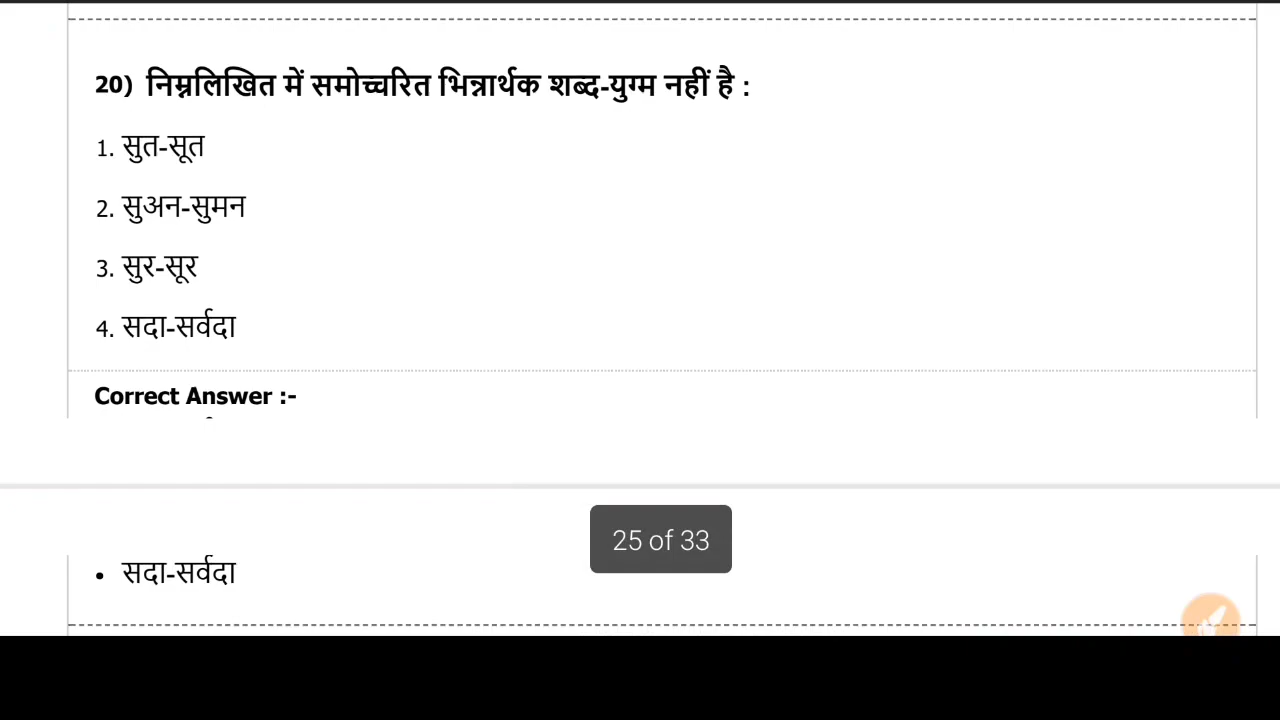 20) निम्नलिखित में समोच्चरित भिन्नार्थक शब्द-युग्म नहीं है :
1. सुत-सूत
2. सुअन-सुमन
3. सुर-सूर
4. सदा-सर्वदा
Correct Answer :-
25 of 33
• सदा-सर्वदा